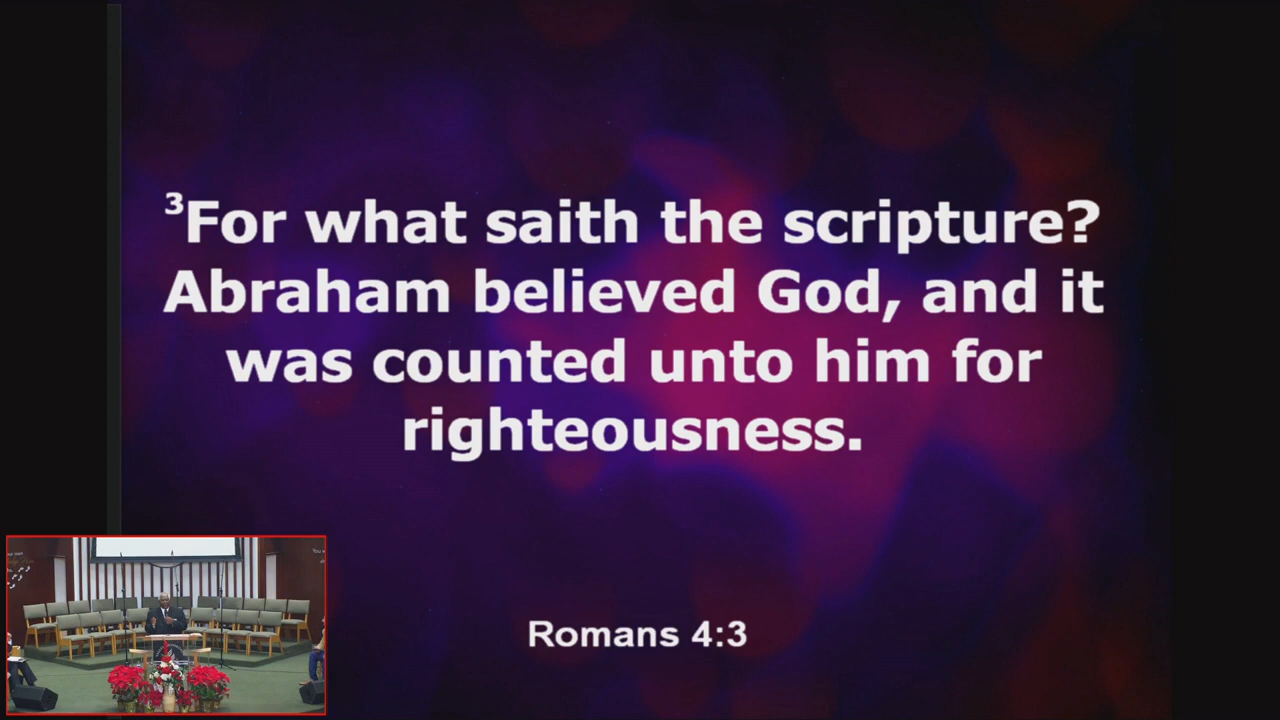 ³For what saith the scripture?
Abraham believed God, and it
was counted unto him for
righteousness.
Romans 4:3